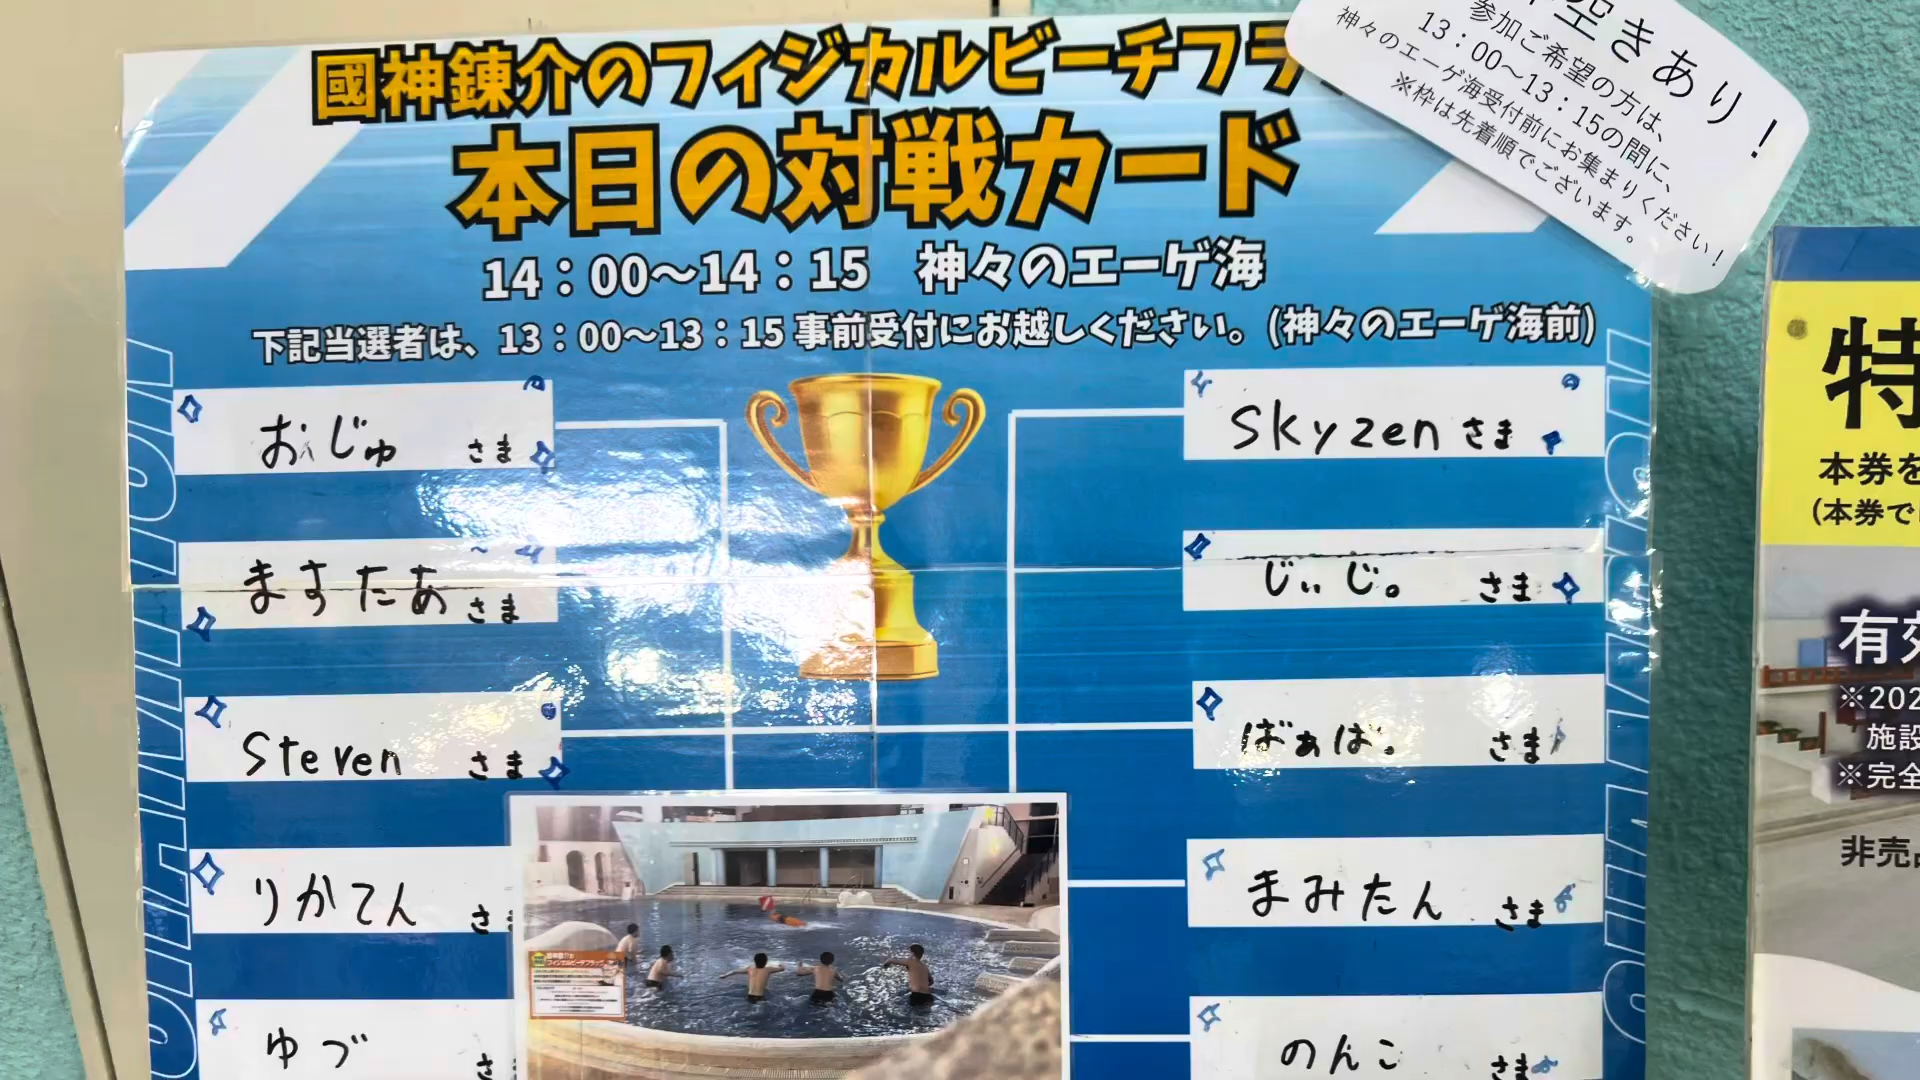 國神錬介のフィジカルビーチフラ
本日の対戦カード
14：00～14：15　神々のエーゲ海
下記当選者は、13：00～13：15 事前受付にお越しください。(神々のエーゲ海前)
空きあり！
参加ご希望の方は、
13：00～13：15の間に、
神々のエーゲ海受付前にお集まりください！
※枠は先着順でございます。
おじゅ さま
ますたあ さま
Steven さま
りかてん さ
ゆづ さ
Skyzen さま
じぃじ。 さま
ばぁば。 さま
まみたん さま
のんこ さま
特
本券を
(本券で
有効
※202
施設
※完全
非売品